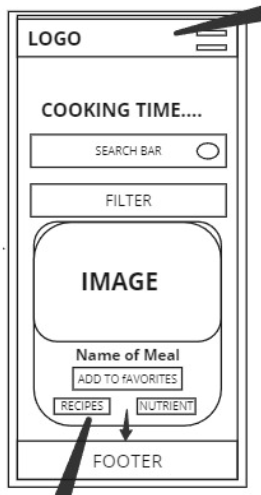 LOGO
COOKING TIME....
SEARCH BAR
FILTER
IMAGE
Name of Meal
ADD TO fAVORITES
RECIPES NUTRIENT
FOOTER